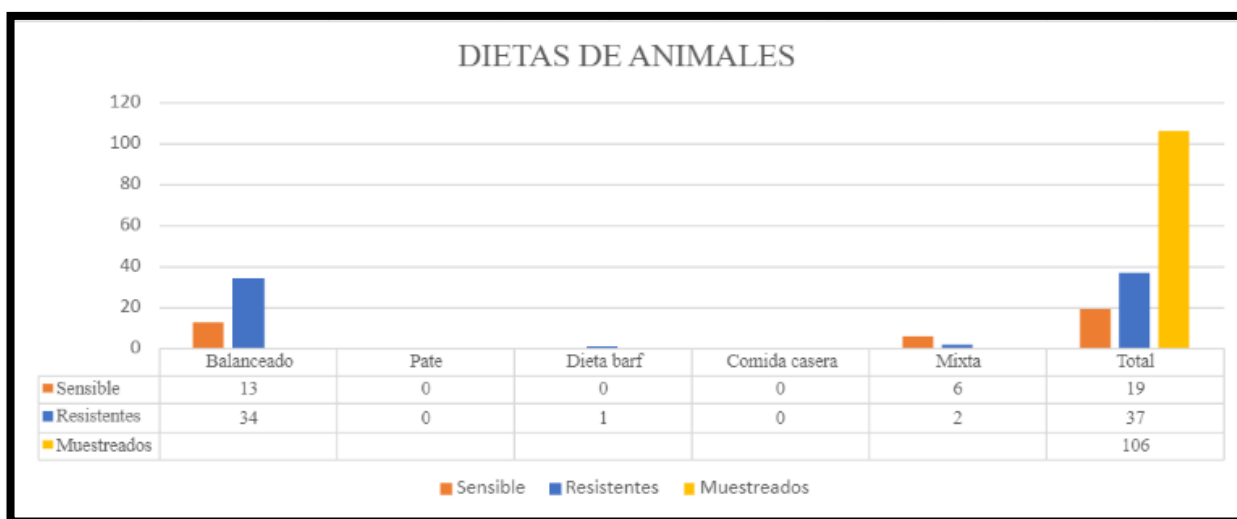 DIETAS DE ANIMALES
120
100
80
60
40
20
0
Balanceado Pate Dieta barf Comida casera Mixta Total
Sensible 13 0 0 0 6 19
Resistentes 34 0 1 0 2 37
Muestreados 106
Sensible Resistentes Muestreados